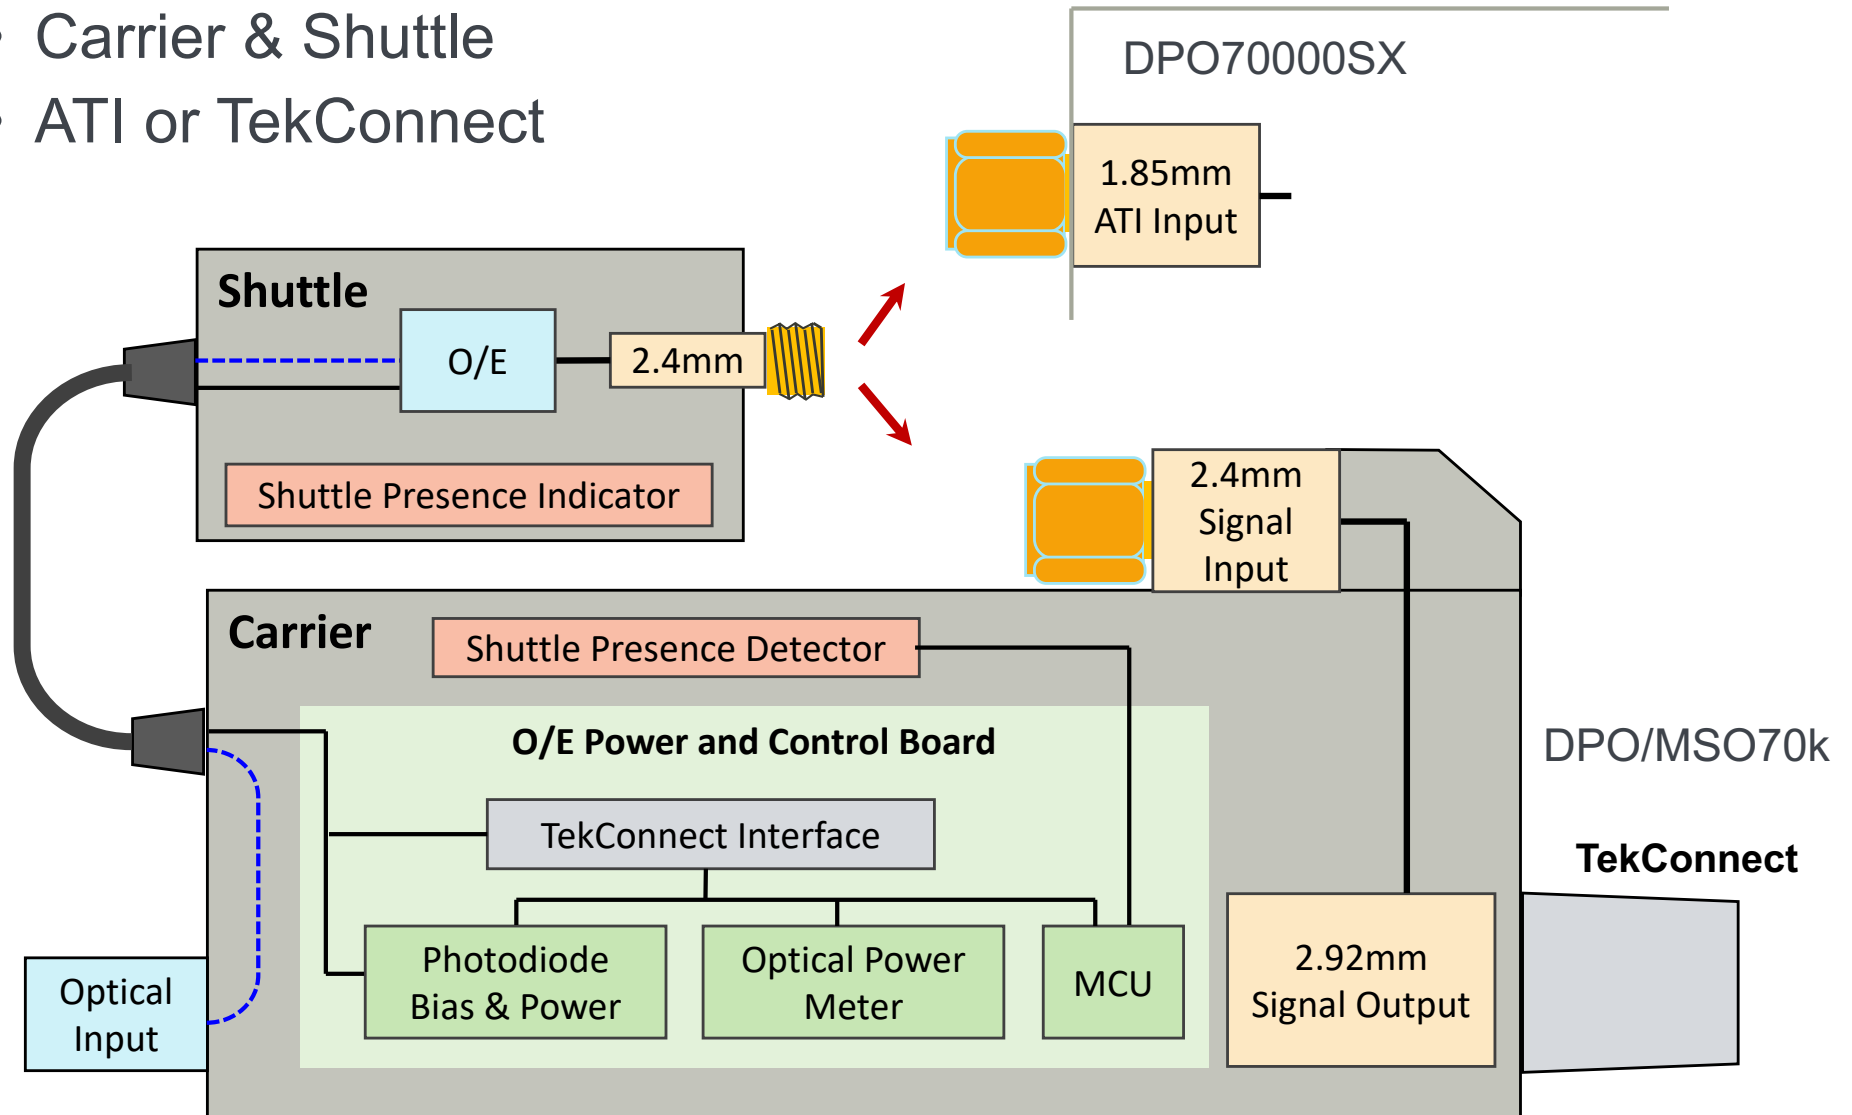 • Carrier & Shuttle
• ATI or TekConnect
DPO70000SX
1.85mm
ATI Input
Shuttle
O/E
2.4mm
Shuttle Presence Indicator
2.4mm
Signal
Input
Carrier
Shuttle Presence Detector
O/E Power and Control Board
DPO/MSO70k
TekConnect Interface
TekConnect
Photodiode
Bias & Power
Optical Power
Meter
MCU
2.92mm
Signal Output
Optical
Input